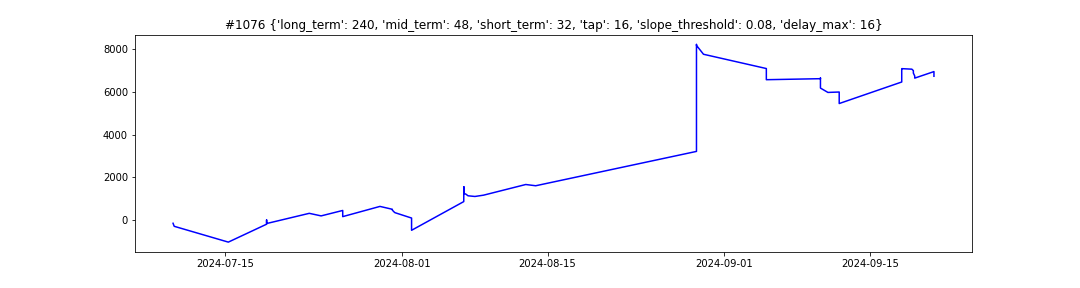 #1076 {'long_term': 240, 'mid_term': 48, 'short_term': 32, 'tap': 16, 'slope_threshold': 0.08, 'delay_max': 16}
8000
6000
4000
2000
0
2024-07-15 2024-08-01 2024-08-15 2024-09-01 2024-09-15